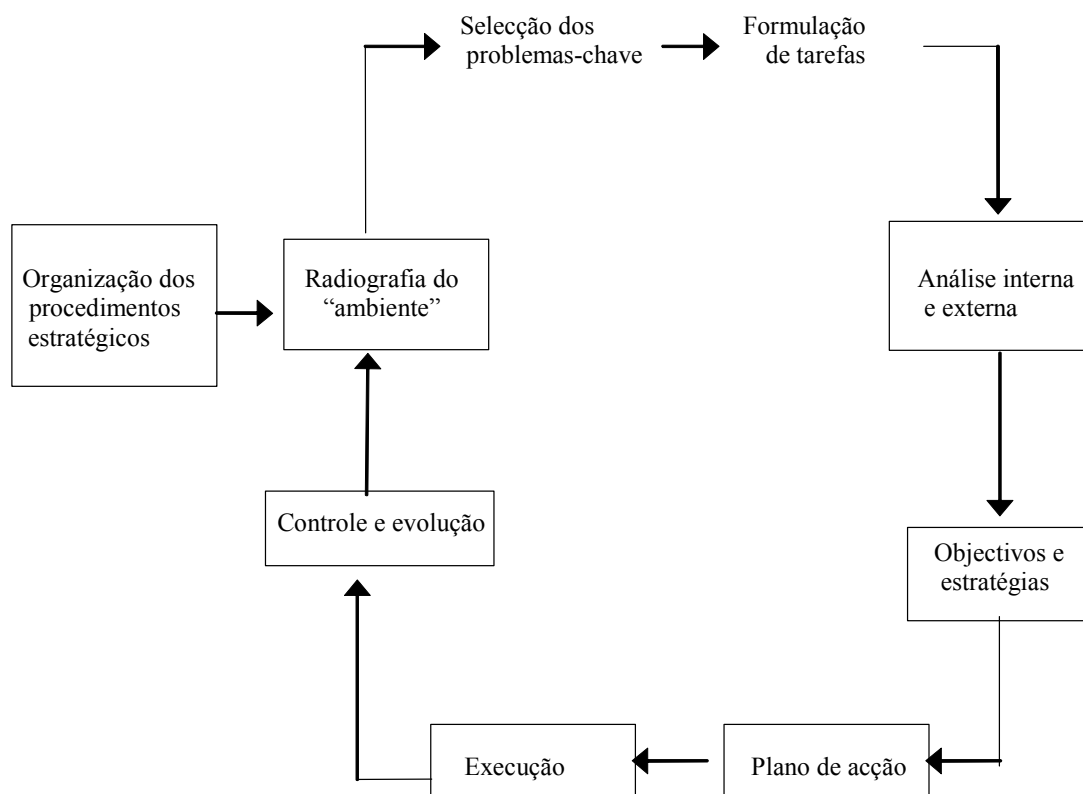 Selecção dos
problemas-chave
Formulação
de tarefas
Organização dos
procedimentos
estratégicos
Radiografia do
“ambiente”
Análise interna
e externa
Controle e evolução
Objectivos e
estratégias
Execução
Plano de acção